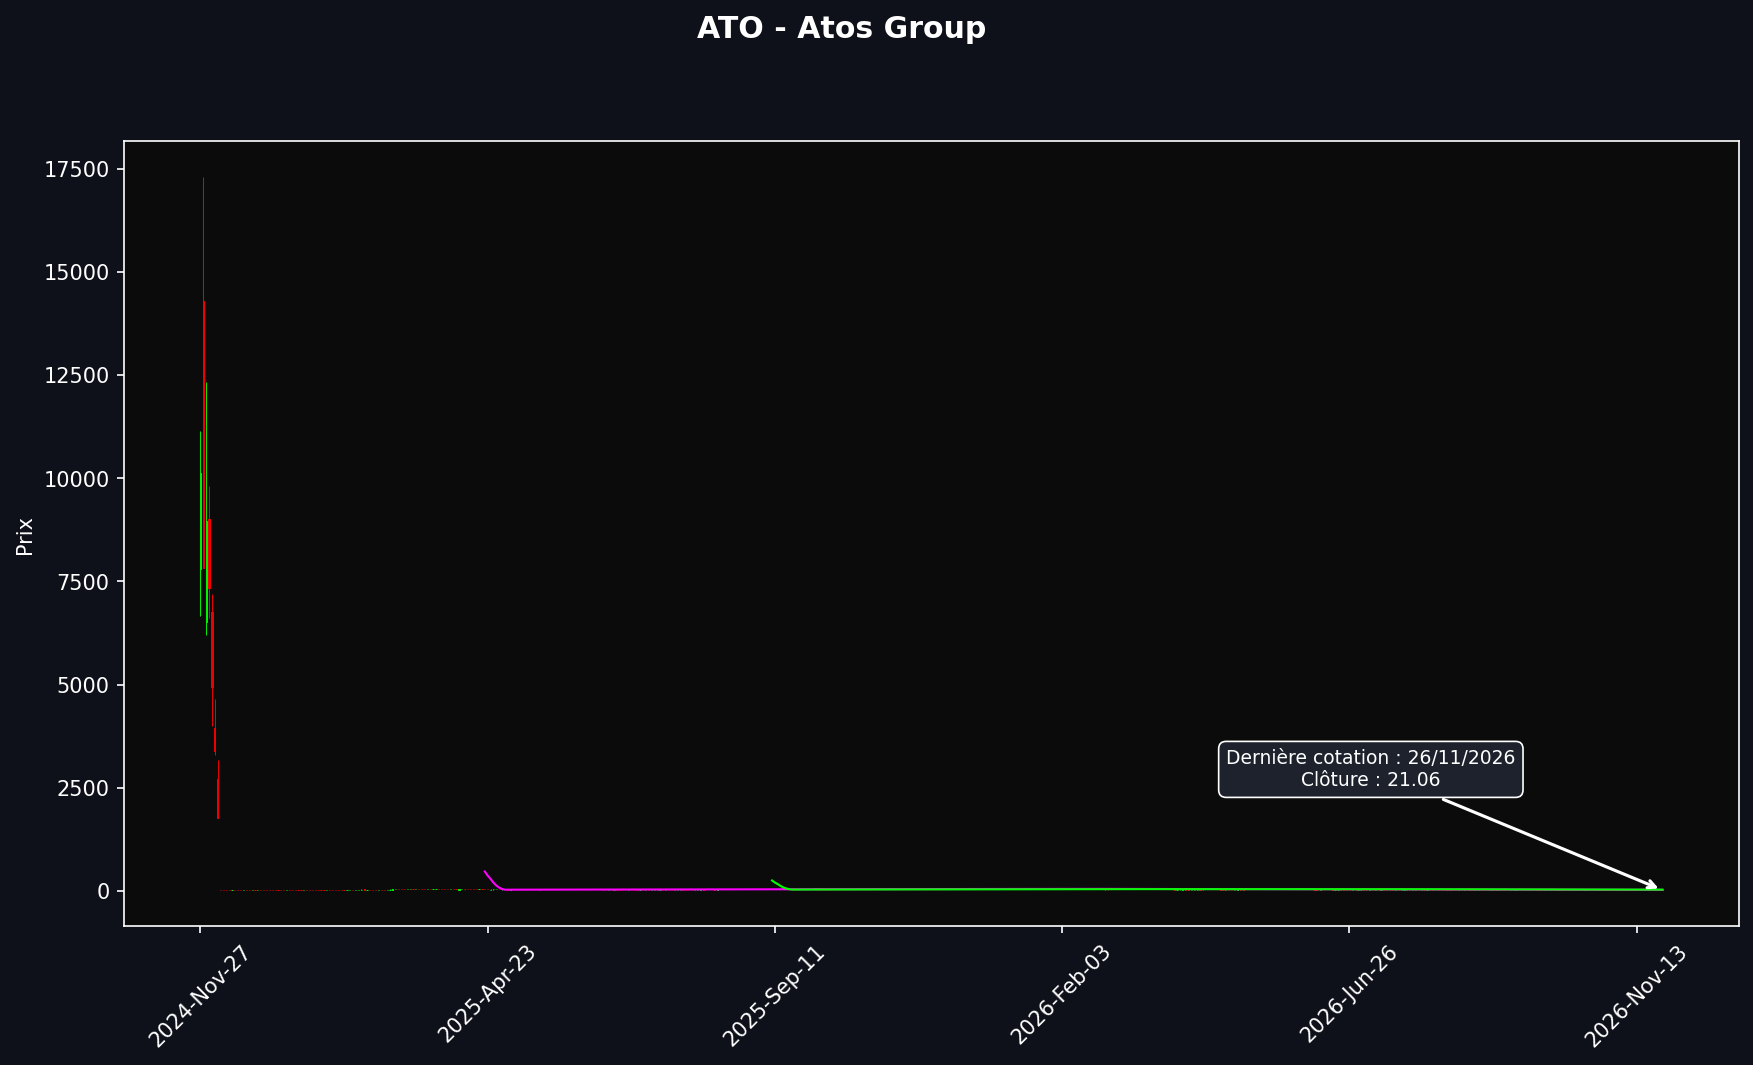 ATO - Atos Group
Prix
17500
15000
12500
10000
7500
5000
2500
0
Dernière cotation : 26/11/2026
Clôture : 21.06
2024-Nov-27
2025-Apr-23
2025-Sep-11
2026-Feb-03
2026-Jun-26
2026-Nov-13